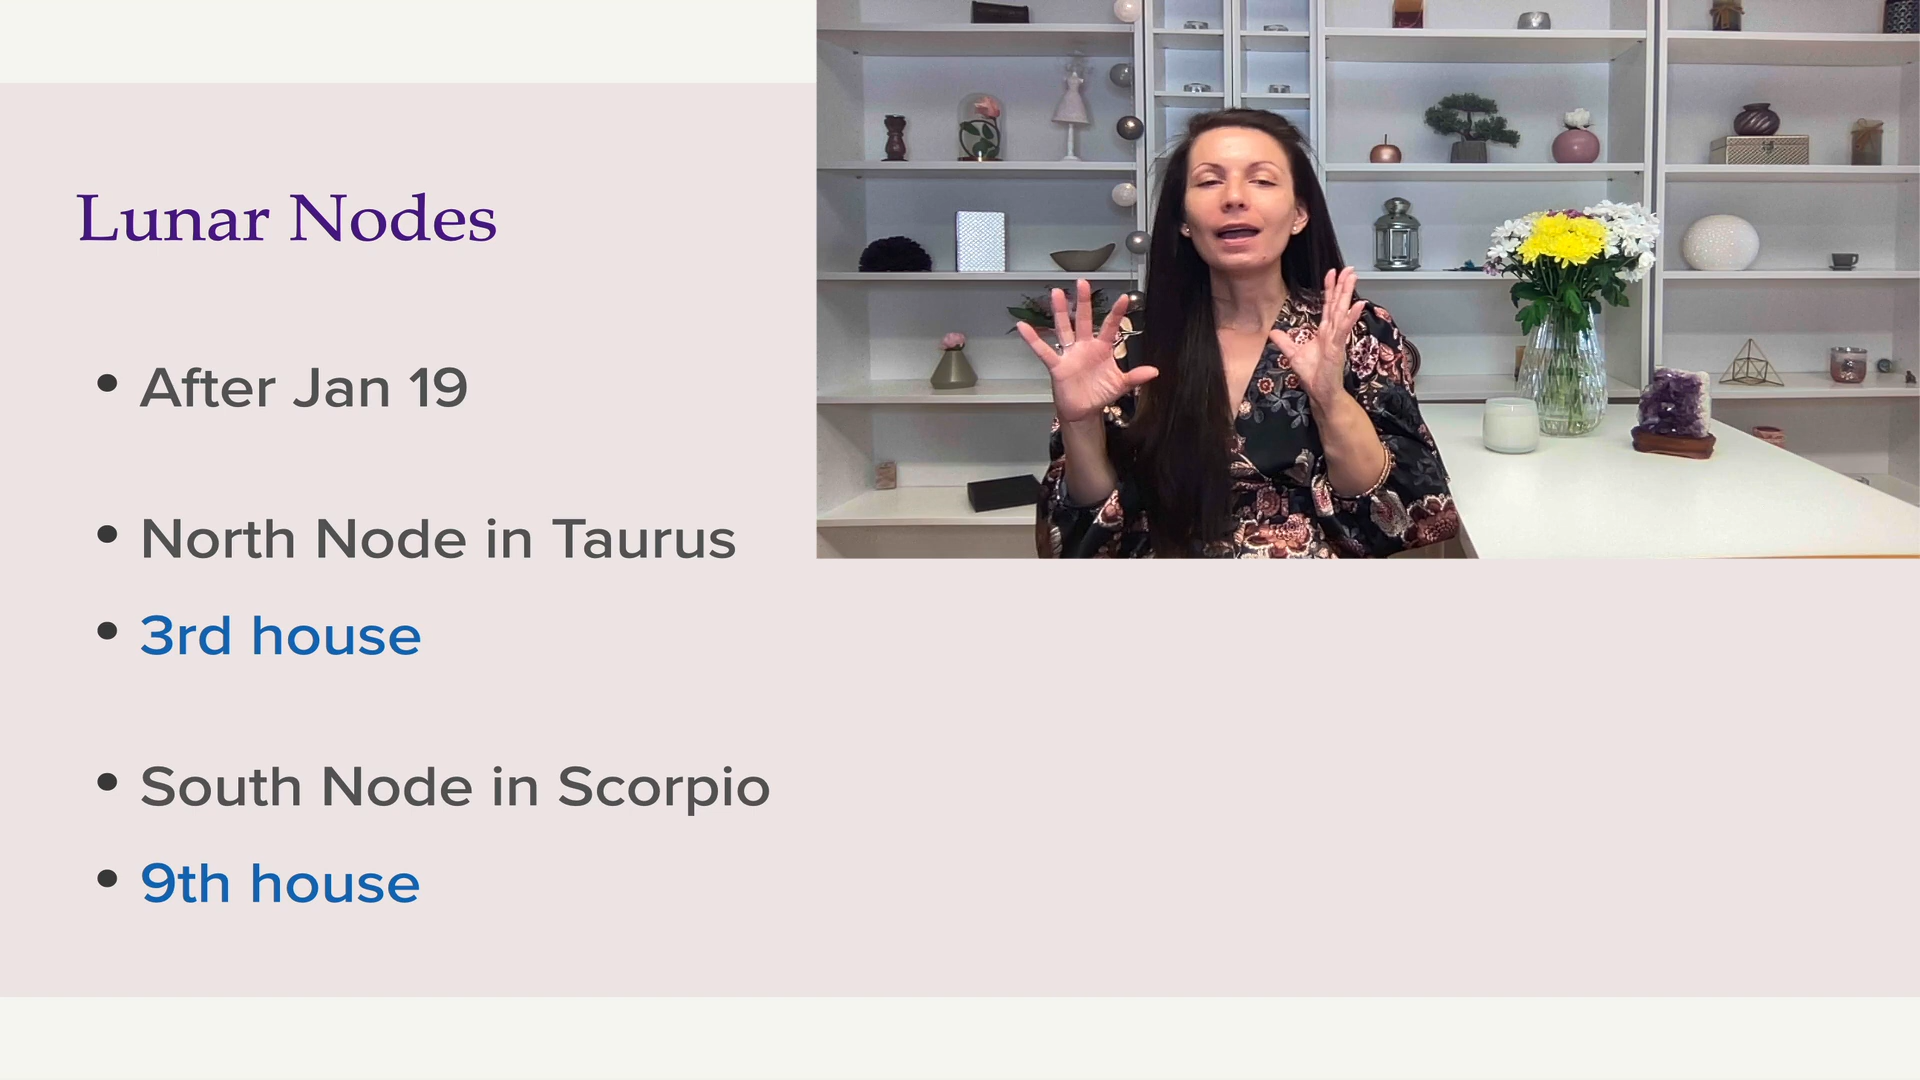 Lunar Nodes
After Jan 19
North Node in Taurus
3rd house
South Node in Scorpio
9th house